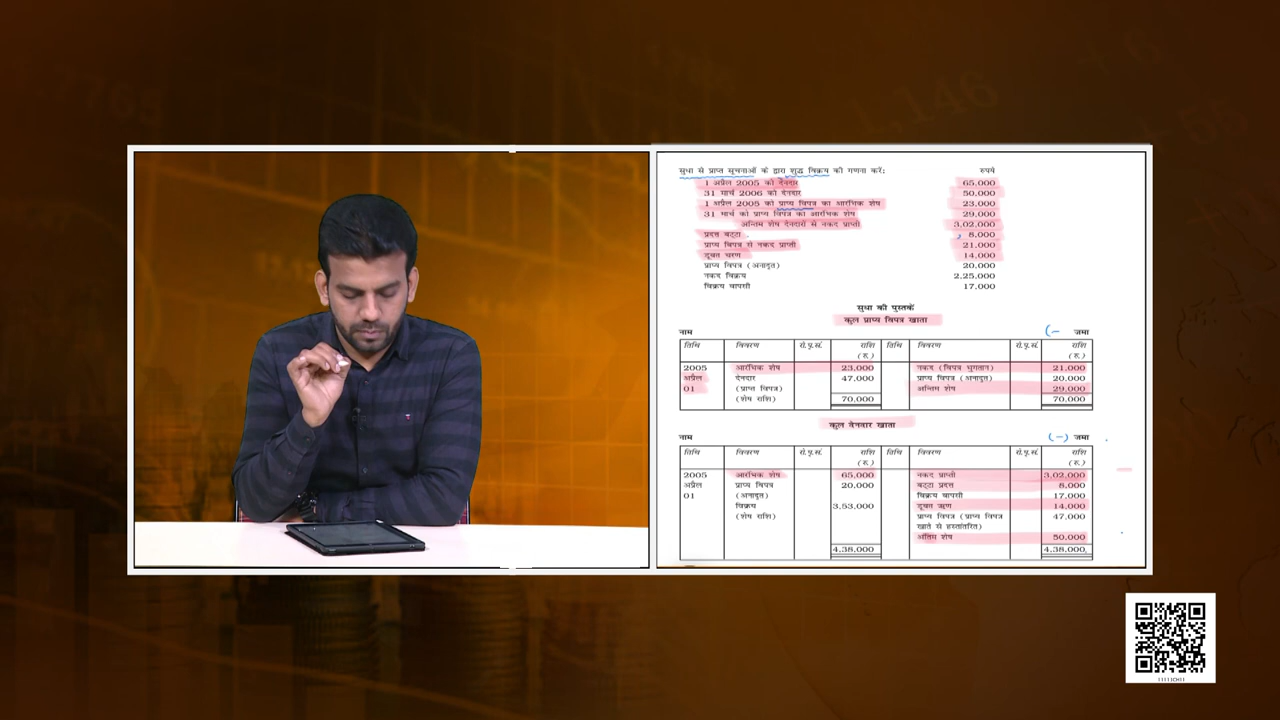 सुधा से प्राप्त सूचनाओं के द्वारा शुद्ध विक्रय की गणना करें: रुपये
1 अप्रैल 2005 को देनदार 65,000
31 मार्च 2006 को देनदार 50,000
1 अप्रैल 2005 को प्राप्य विपत्र का आरंभिक शेष 23,000
31 मार्च को प्राप्य विपत्र का आरंभिक शेष 29,000
अन्तिम शेष देनदारों से नकद प्राप्ती 3,02,000
प्रदत्त बट्टा 8,000
प्राप्य विपत्र से नकद प्राप्ती 21,000
डूबत ऋण 14,000
प्राप्य विपत्र (अनादृत) 20,000
नकद विक्रय 2,25,000
विक्रय वापसी 17,000
सुधा की पुस्तकें
कुल प्राप्य विपत्र खाता
नाम (- जमा
तिथि विवरण रो.पृ.सं. राशि तिथि विवरण रो.पृ.सं. राशि
(रु.) (रु.)
2005 आरंभिक शेष 23,000 नकद (विपत्र भुगतान) 21,000
अप्रैल देनदार 47,000 प्राप्य विपत्र (अनादृत) 20,000
01 (प्राप्त विपत्र) अन्तिम शेष 29,000
(शेष राशि) 70,000 70,000
कुल देनदार खाता
नाम (-) जमा
तिथि विवरण रो.पृ.सं. राशि तिथि विवरण रो.पृ.सं. राशि
(रु.) (रु.)
2005 आरंभिक शेष 65,000 नकद प्राप्ती 3,02,000
अप्रैल प्राप्य विपत्र 20,000 बट्टा प्रदत्त 8,000
01 (अनादृत) विक्रय वापसी 17,000
विक्रय 3,53,000 डूबत ऋण 14,000
(शेष राशि) प्राप्य विपत्र (प्राप्य विपत्र 47,000
खाते से हस्तांतरित)
अंतिम शेष 50,000
4,38,000 4,38,000